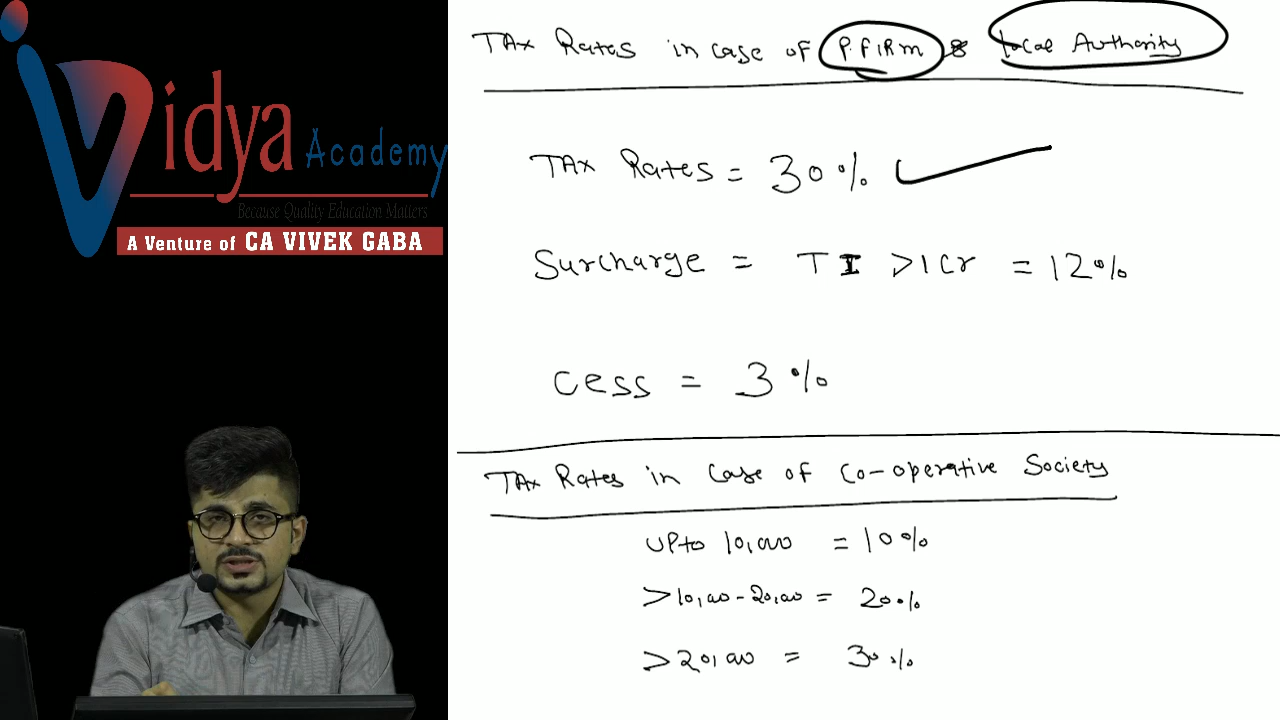 Vidya Academy
Because Quality Education Matters
A Venture of CA VIVEK GABA
TAx Rates in case of P.fiRm & local Authority
TAx Rates = 30%
Surcharge = TI >1 cr = 12%
cess = 3%
TAx Rates in case of Co-operative Society
UPto 10,000 = 10%
>10,000-20,000 = 20%
>20,000 = 30%